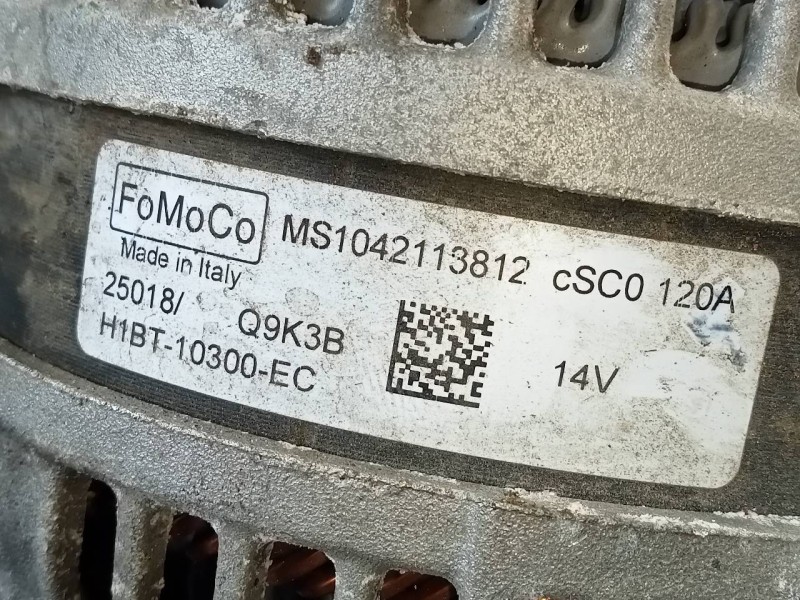 FoMoCo MS1042113812 cSC0 120A
Made in Italy
25018/ Q9K3B 14V
H1BT-10300-EC